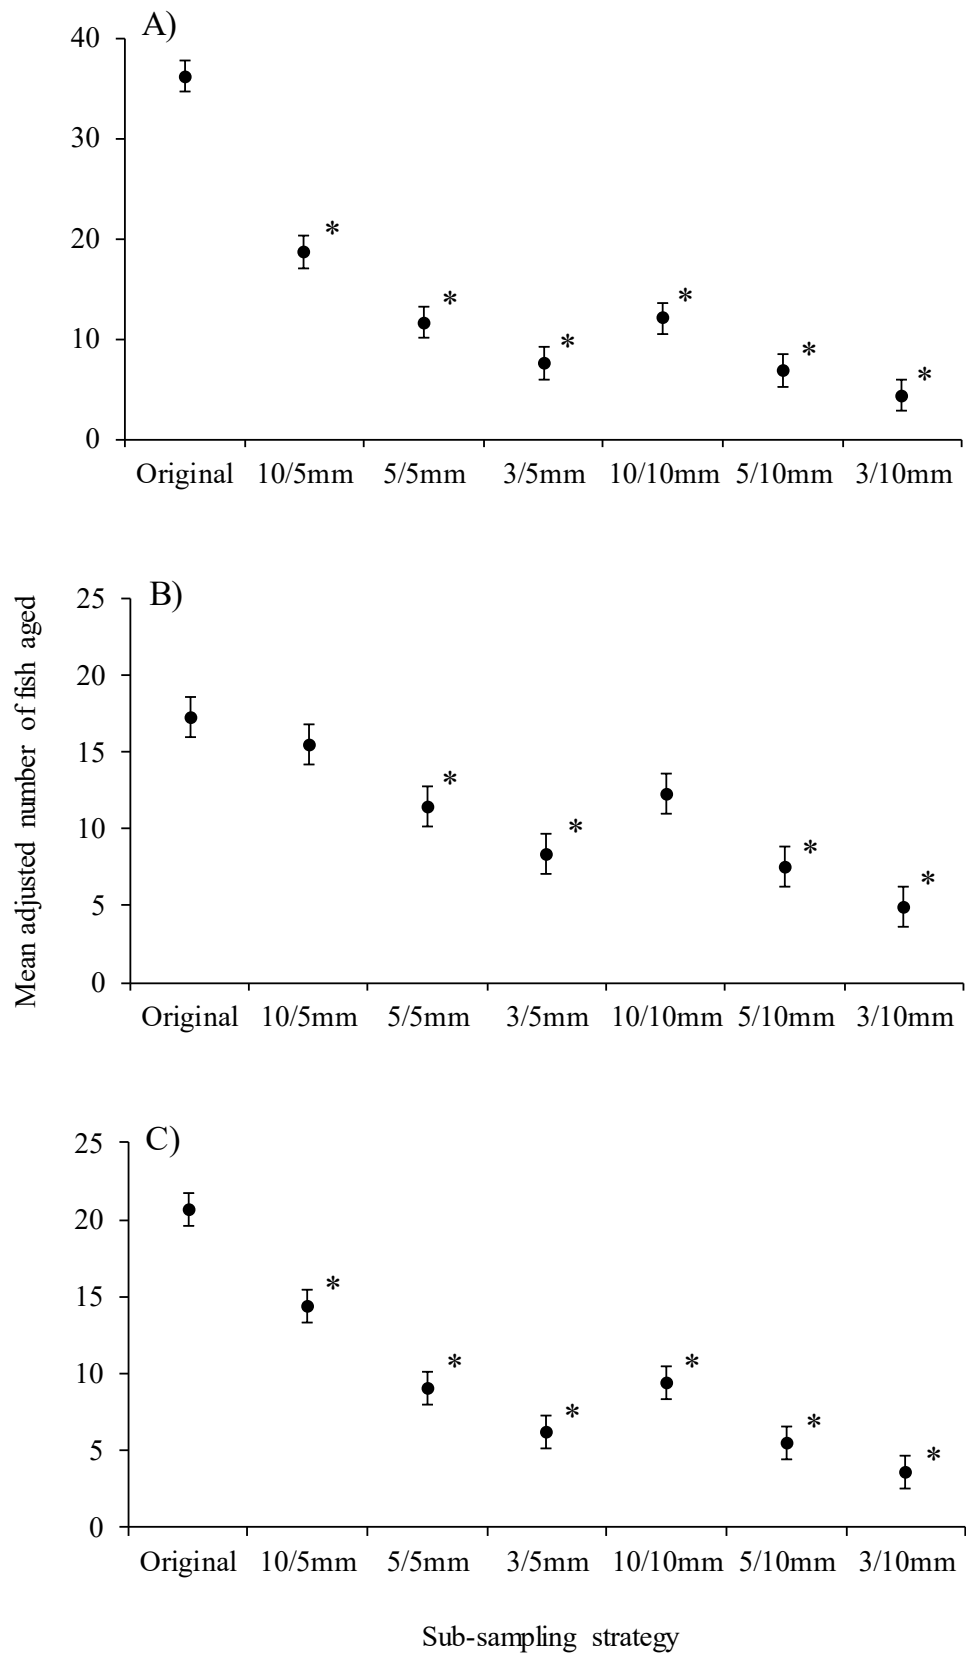 A)
40
30
20
10
0
* * * * * *
Original 10/5mm 5/5mm 3/5mm 10/10mm 5/10mm 3/10mm
Mean adjusted number of fish aged
B)
25
20
15
10
5
0
* * * *
Original 10/5mm 5/5mm 3/5mm 10/10mm 5/10mm 3/10mm
C)
25
20
15
10
5
0
* * * * * *
Original 10/5mm 5/5mm 3/5mm 10/10mm 5/10mm 3/10mm
Sub-sampling strategy